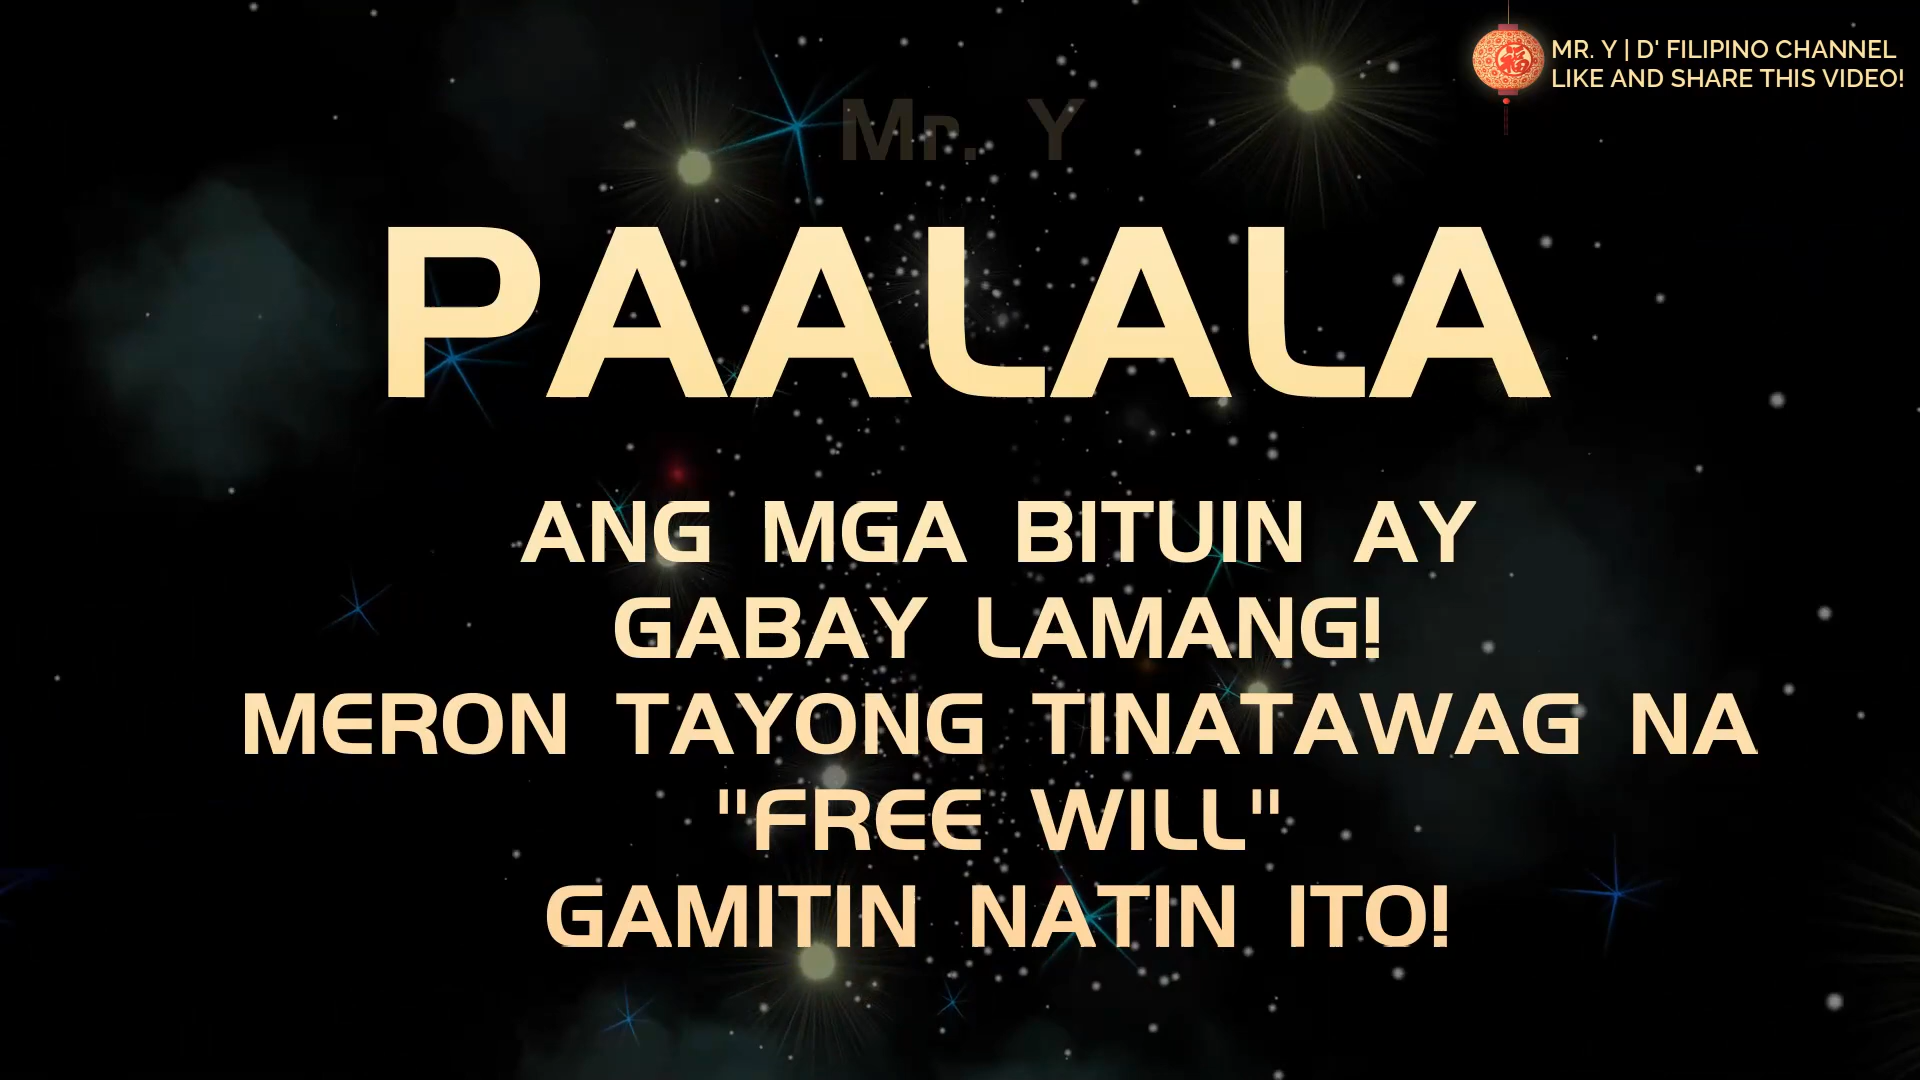 MR. Y | D' FILIPINO CHANNEL
LIKE AND SHARE THIS VIDEO!
Mr. Y
PAALALA
ANG MGA BITUIN AY
GABAY LAMANG!
MERON TAYONG TINATAWAG NA
"FREE WILL"
GAMITIN NATIN ITO!
福